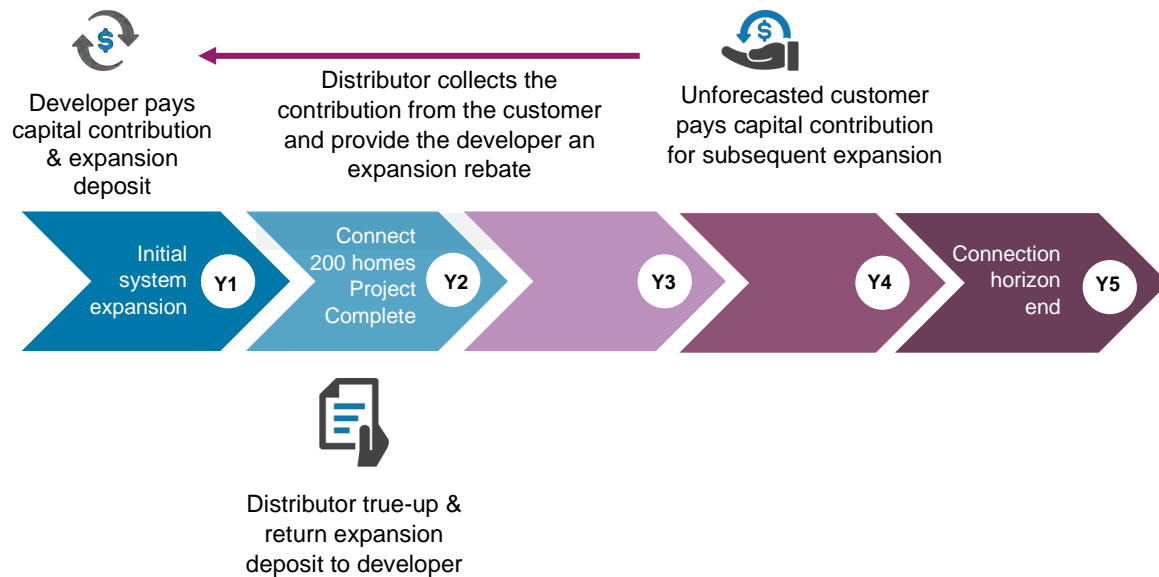 $
$
Developer pays
capital contribution
& expansion
deposit
Distributor collects the
contribution from the customer
and provide the developer an
expansion rebate
Unforecasted customer
pays capital contribution
for subsequent expansion
Initial
system
expansion
Y1
Connect
200 homes
Project
Complete
Y2
Y3
Y4
Connection
horizon
end
Y5
Distributor true-up &
return expansion
deposit to developer